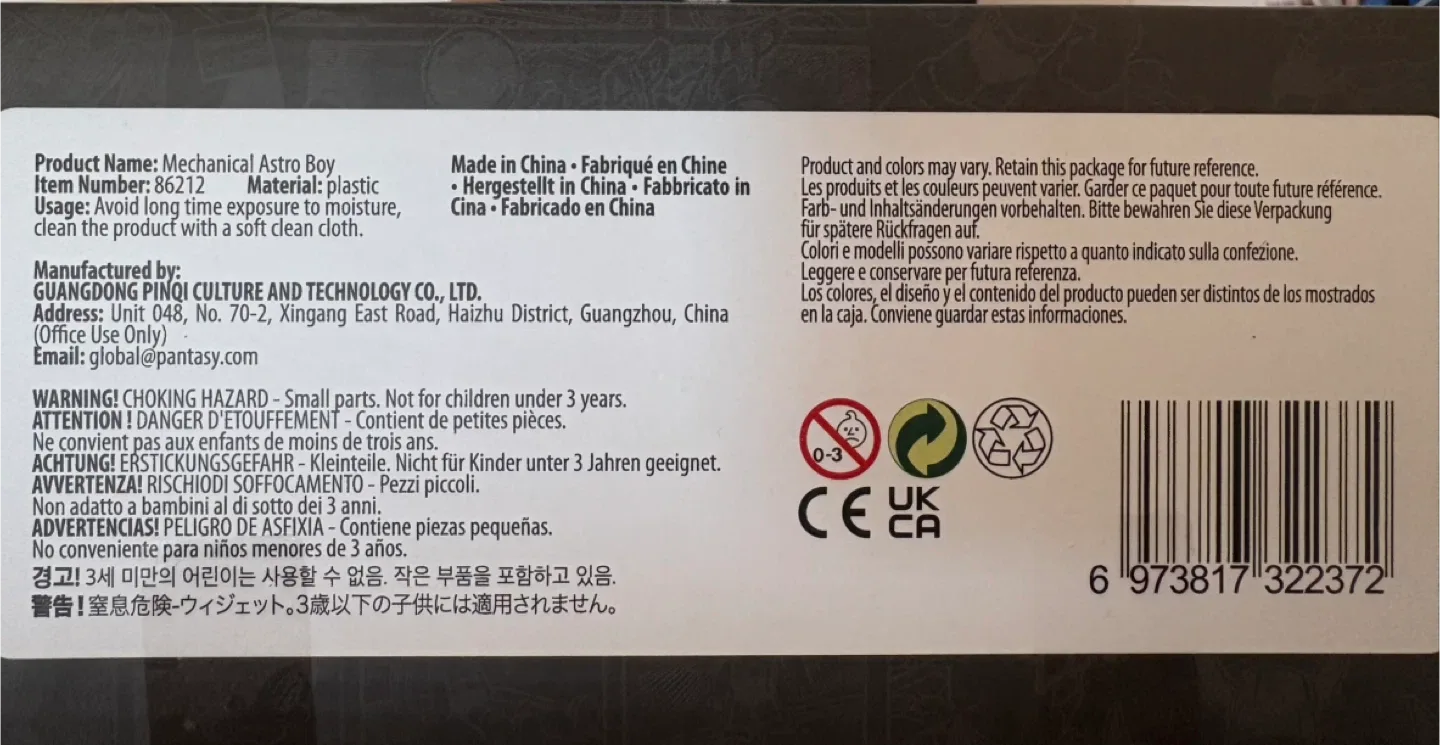 Product Name: Mechanical Astro Boy
Item Number: 86212 Material: plastic
Usage: Avoid long time exposure to moisture,
clean the product with a soft clean cloth.
Manufactured by:
GUANGDONG PINQI CULTURE AND TECHNOLOGY CO., LTD.
Address: Unit 048, No. 70-2, Xingang East Road, Haizhu District, Guangzhou, China
(Office Use Only)
Email: global@pantasy.com
WARNING! CHOKING HAZARD - Small parts. Not for children under 3 years.
ATTENTION ! DANGER D'ETOUFFEMENT - Contient de petites pièces.
Ne convient pas aux enfants de moins de trois ans.
ACHTUNG! ERSTICKUNGSGEFAHR - Kleinteile. Nicht für Kinder unter 3 Jahren geeignet.
AVVERTENZA! RISCHIODI SOFFOCAMENTO - Pezzi piccoli.
Non adatto a bambini al di sotto dei 3 anni.
ADVERTENCIAS! PELIGRO DE ASFIXIA - Contiene piezas pequeñas.
No conveniente para niños menores de 3 años.
경고! 3세 미만의 어린이는 사용할 수 없음. 작은 부품을 포함하고 있음.
警告!窒息危険-ウィジェット。3歳以下の子供には適用されません。
Made in China • Fabriqué en Chine
• Hergestellt in China • Fabbricato in
Cina • Fabricado en China
Product and colors may vary. Retain this package for future reference.
Les produits et les couleurs peuvent varier. Garder ce paquet pour toute future référence.
Farb- und Inhaltsänderungen vorbehalten. Bitte bewahren Sie diese Verpackung
für spätere Rückfragen auf.
Colori e modelli possono variare rispetto a quanto indicato sulla confezione.
Leggere e conservare per futura referenza.
Los colores, el diseño y el contenido del producto pueden ser distintos de los mostrados
en la caja. Conviene guardar estas informaciones.
0-3
CE UK
CA
6 973817 322372